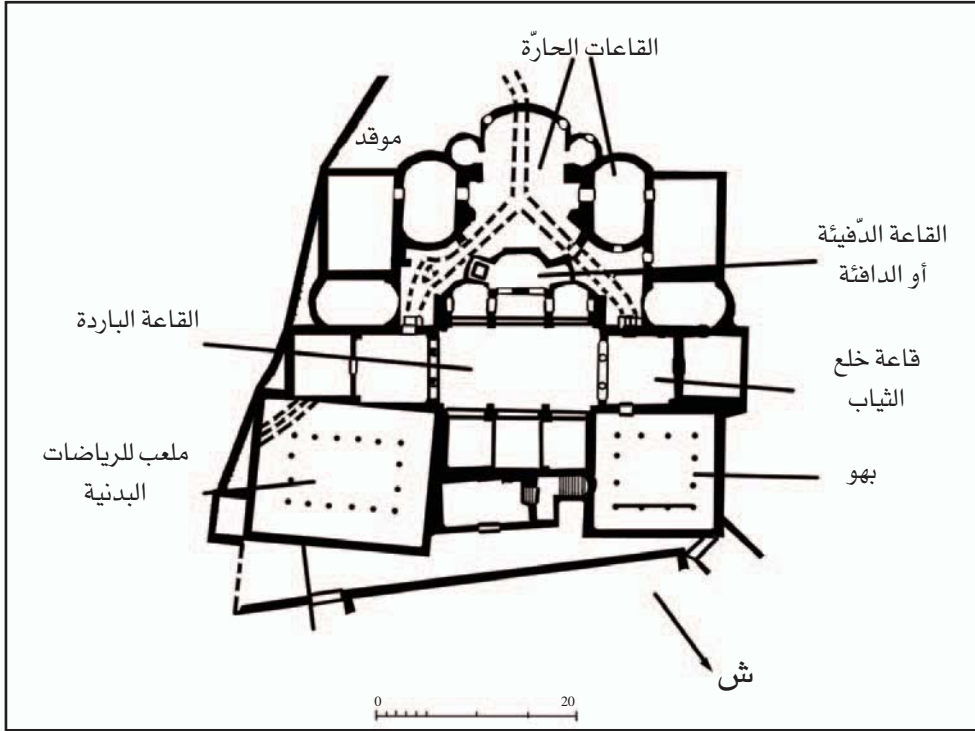 القاعات الحارّة
موقد
القاعة الدّفيئة
أو الدافئة
القاعة الباردة
قاعة خلع
الثياب
ملعب للرياضات
البدنية
بهو
ش
0 20